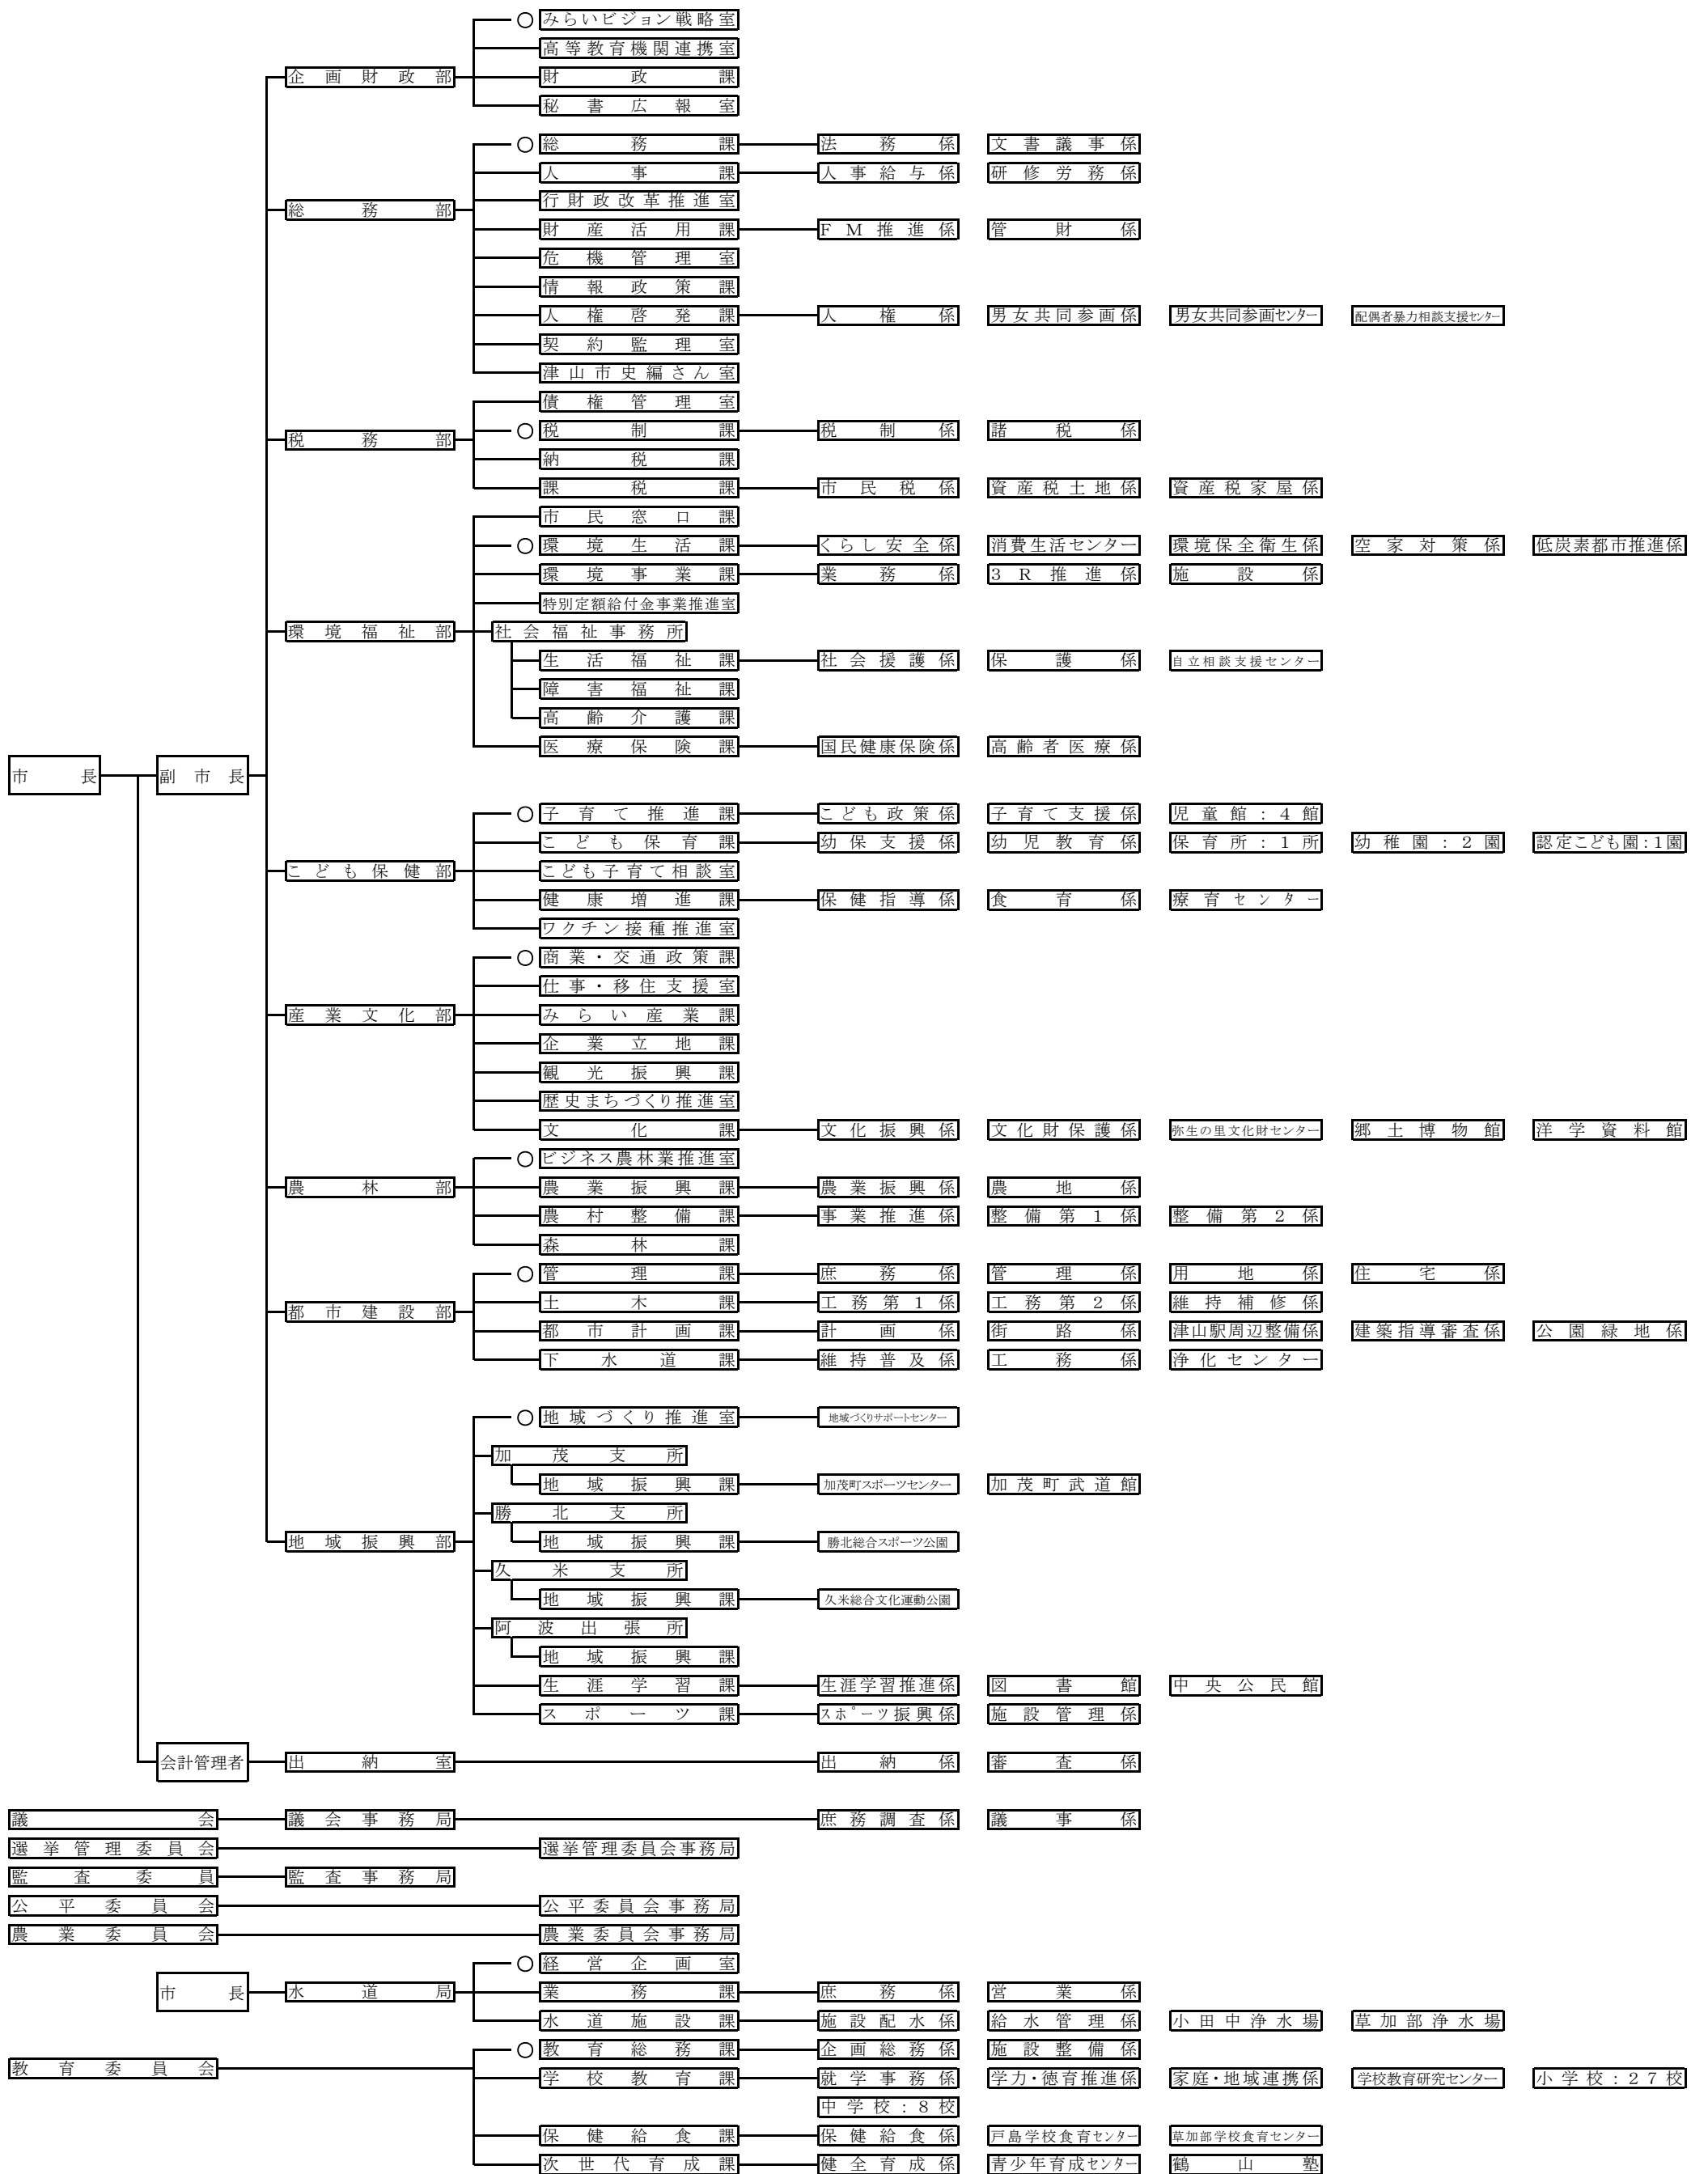 ○ みらいビジョン戦略室
高等教育機関連携室
企画財政部 財政課
秘書広報室
○ 総務課 法務係 文書議事係
人事課 人事給与係 研修労務係
行財政改革推進室
総務部
財産活用課 FM推進係 管財係
危機管理室
情報政策課
人権啓発課 人権係 男女共同参画係 男女共同参画センター 配偶者暴力相談支援センター
契約監理室
津山市史編さん室
債権管理室
○ 税制課 税制係 諸税係
税務部
納税課
課税課 市民税係 資産税土地係 資産税家屋係
市民窓口課
○ 環境生活課 くらし安全係 消費生活センター 環境保全衛生係 空家対策係 低炭素都市推進係
環境事業課 業務係 3R推進係 施設係
特別定額給付金事業推進室
環境福祉部 社会福祉事務所
生活福祉課 社会援護係 保護係 自立相談支援センター
障害福祉課
高齢介護課
医療保険課 国民健康保険係 高齢者医療係
市長 副市長
○ 子育て推進課 こども政策係 子育て支援係 児童館:4館
こども保育課 幼保支援係 幼児教育係 保育所:1所 幼稚園:2園 認定こども園:1園
こども保健部 こども子育て相談室
健康増進課 保健指導係 食育係 療育センター
ワクチン接種推進室
○ 商業・交通政策課
仕事・移住支援室
産業文化部 みらい産業課
企業立地課
観光振興課
歴史まちづくり推進室
文化課 文化振興係 文化財保護係 弥生の里文化財センター 郷土博物館 洋学資料館
○ ビジネス農林業推進室
農林部 農業振興課 農業振興係 農地係
農村整備課 事業推進係 整備第1係 整備第2係
森林課
○ 管理課 庶務係 管理係 用地係 住宅係
土木課 工務第1係 工務第2係 維持補修係
都市建設部
都市計画課 計画係 街路係 津山駅周辺整備係 建築指導審査係 公園緑地係
下水道課 維持普及係 工務係 浄化センター
○ 地域づくり推進室 地域づくりサポートセンター
加茂支所
地域振興課 加茂町スポーツセンター 加茂町武道館
勝北支所
地域振興部 地域振興課 勝北総合スポーツ公園
久米支所
地域振興課 久米総合文化運動公園
阿波出張所
地域振興課
生涯学習課 生涯学習推進係 図書館 中央公民館
スポーツ課 スポーツ振興係 施設管理係
会計管理者 出納室 出納係 審査係
議会 議会事務局 庶務調査係 議事係
選挙管理委員会 選挙管理委員会事務局
監査委員 監査事務局
公平委員会 公平委員会事務局
農業委員会 農業委員会事務局
○ 経営企画室
市長 水道局 業務課 庶務係 営業係
水道施設課 施設配水係 給水管理係 小田中浄水場 草加部浄水場
○ 教育総務課 企画総務係 施設整備係
教育委員会
学校教育課 就学事務係 学力・徳育推進係 家庭・地域連携係 学校教育研究センター 小学校:27校
中学校:8校
保健給食課 保健給食係 戸島学校食育センター 草加部学校食育センター
次世代育成課 健全育成係 青少年育成センター 鶴山塾